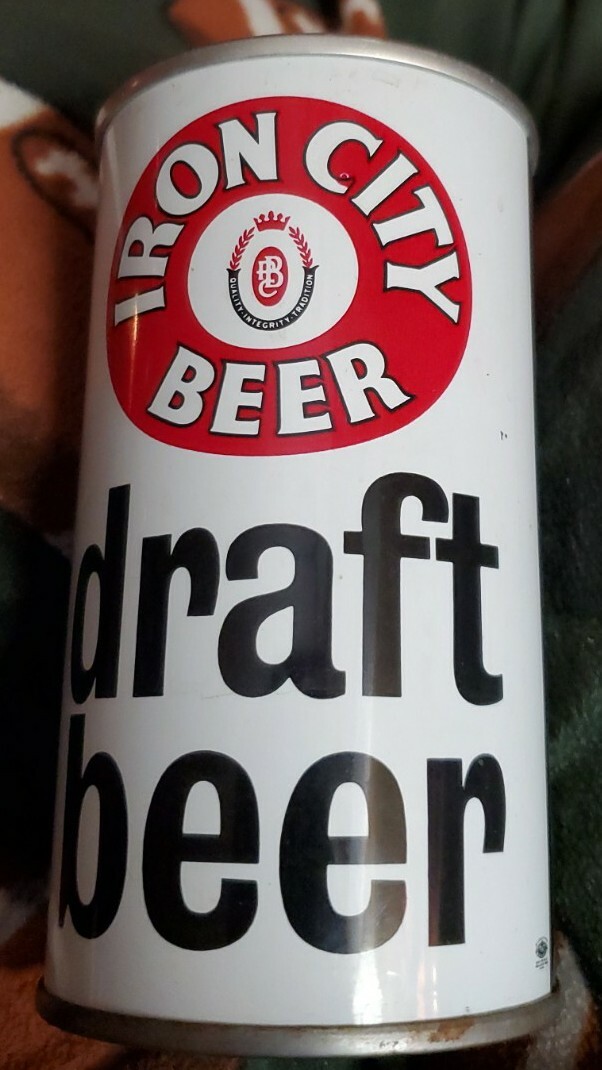 IRON CITY
PBC
QUALITY·INTEGRITY·TRADITION
BEER
draft
beer